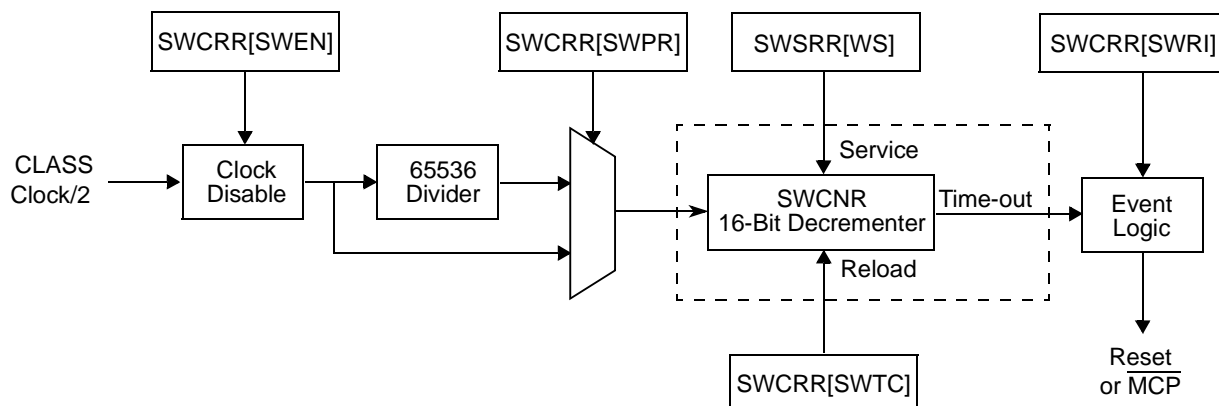 SWCRR[SWEN]
SWCRR[SWPR]
SWSRR[WS]
SWCRR[SWRI]
CLASS
Clock/2
Clock
Disable
65536
Divider
Service
SWCNR
16-Bit Decrementer
Time-out
Reload
Event
Logic
SWCRR[SWTC]
Reset
or M̅C̅P̅